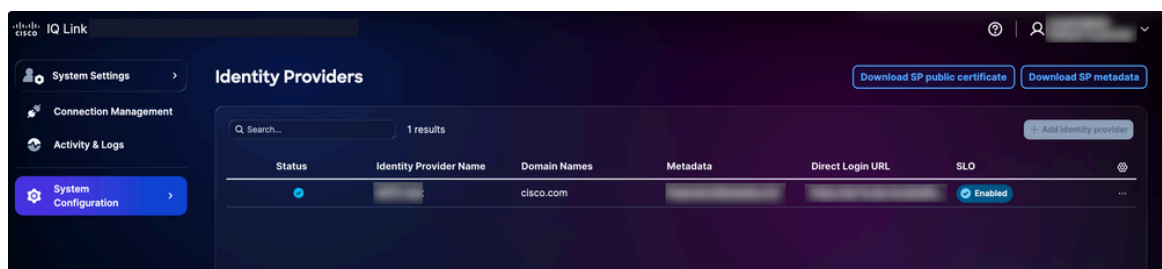 cisco IQ Link
System Settings
Identity Providers
Download SP public certificate
Download SP metadata
Connection Management
Search...
1 results
+ Add identity provider
Activity & Logs
Status Identity Provider Name Domain Names Metadata Direct Login URL SLO
System
Configuration
cisco.com
Enabled